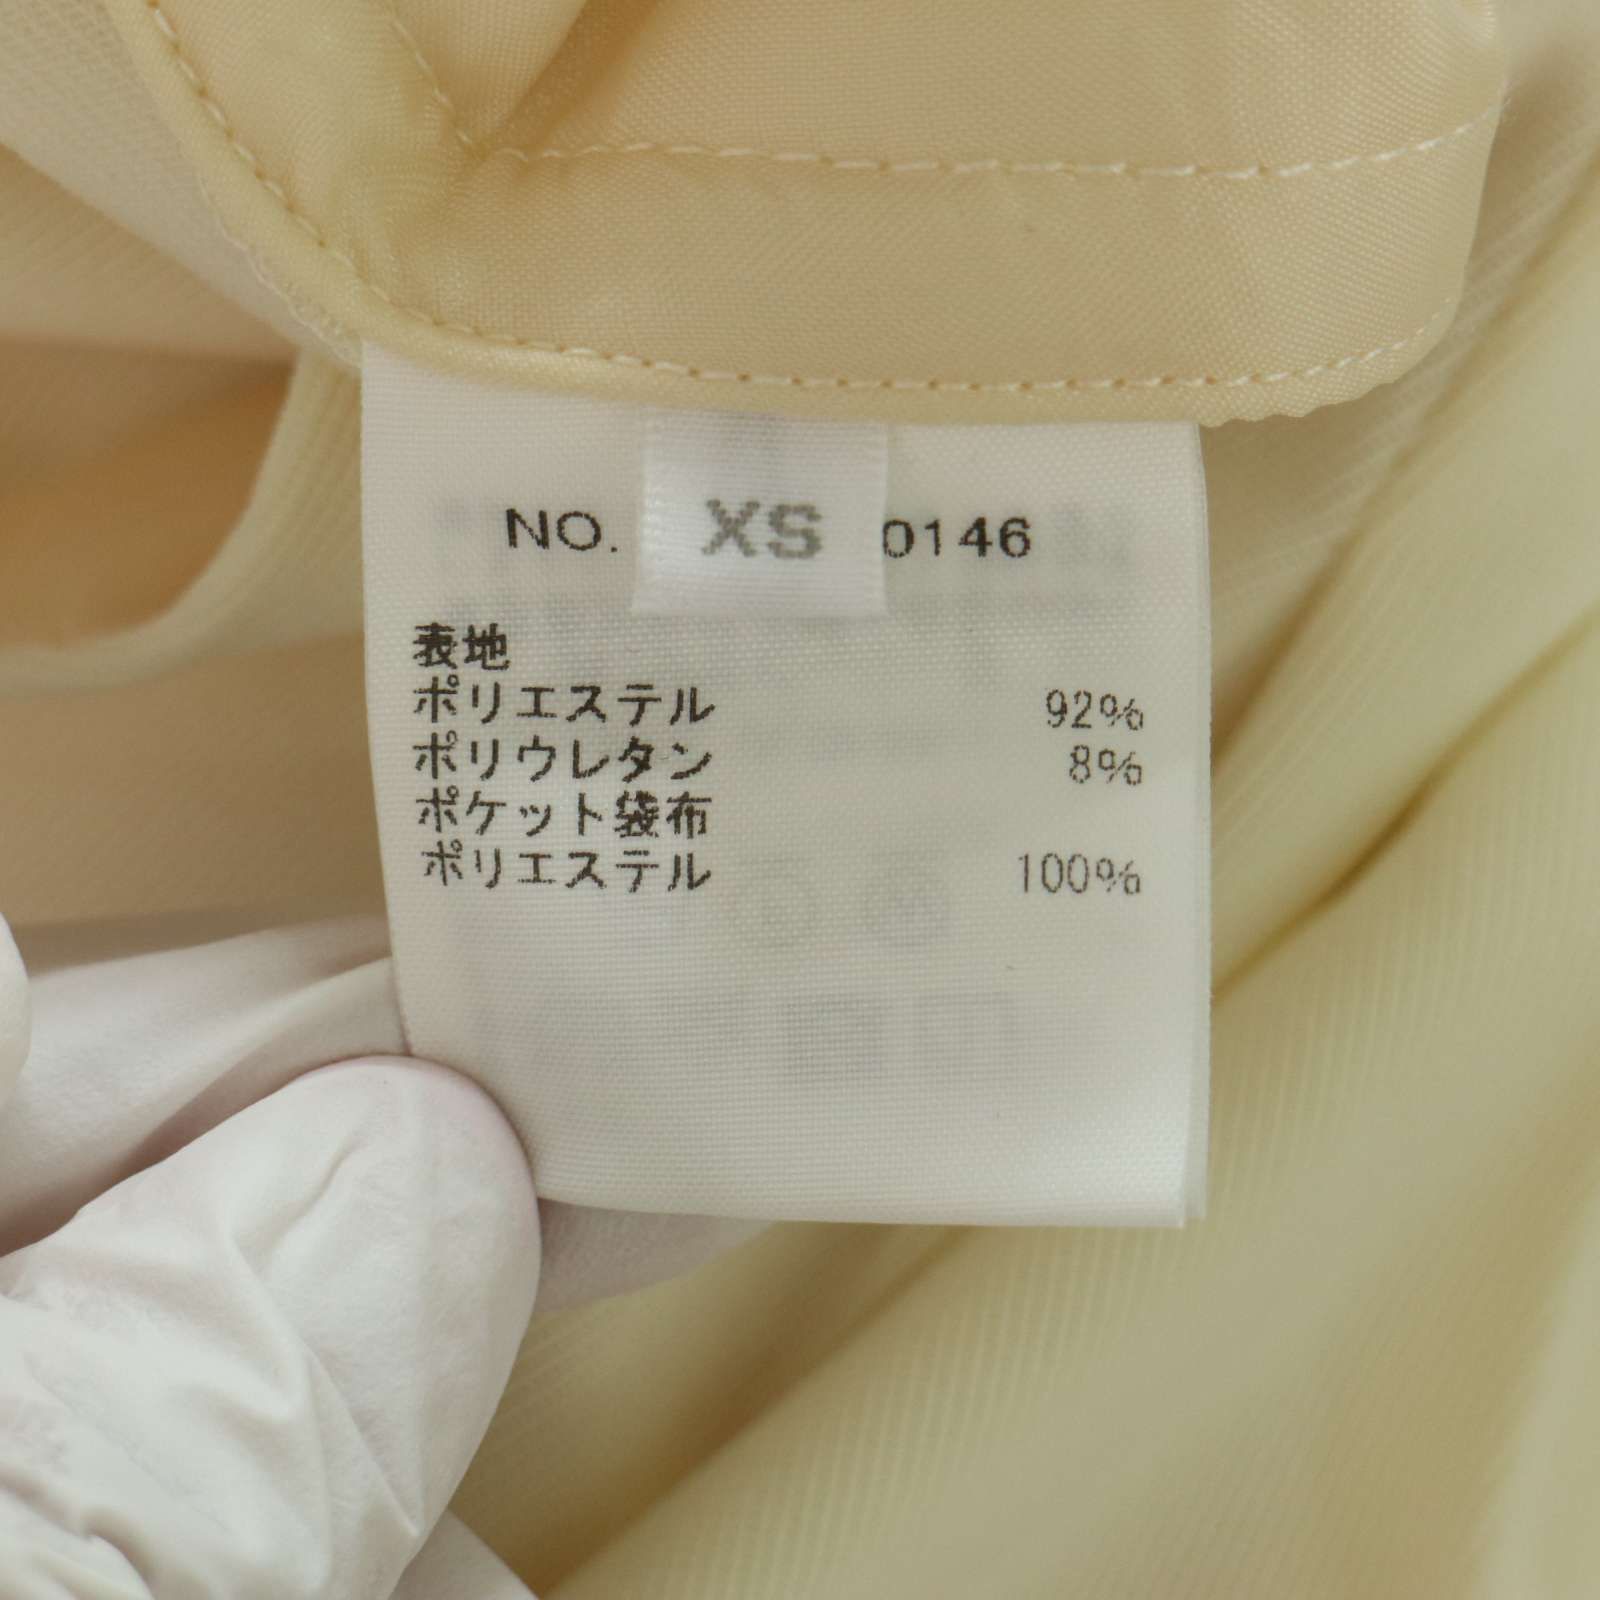 XS
NO. 0146
表地
ポリエステル 92%
ポリウレタン 8%
ポケット袋布
ポリエステル 100%